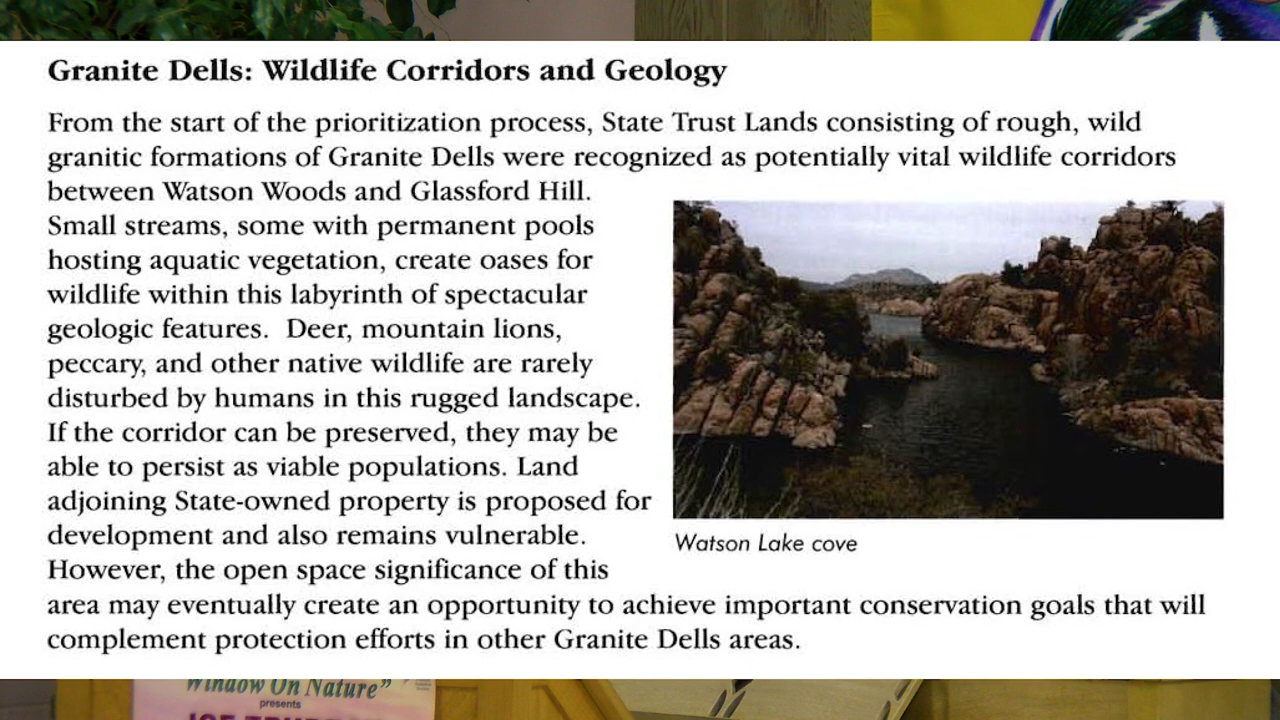 Granite Dells: Wildlife Corridors and Geology
From the start of the prioritization process, State Trust Lands consisting of rough, wild
granitic formations of Granite Dells were recognized as potentially vital wildlife corridors
between Watson Woods and Glassford Hill.
Small streams, some with permanent pools
hosting aquatic vegetation, create oases for
wildlife within this labyrinth of spectacular
geologic features.  Deer, mountain lions,
peccary, and other native wildlife are rarely
disturbed by humans in this rugged landscape.
If the corridor can be preserved, they may be
able to persist as viable populations. Land
adjoining State-owned property is proposed for
development and also remains vulnerable.
However, the open space significance of this
area may eventually create an opportunity to achieve important conservation goals that will
complement protection efforts in other Granite Dells areas.
Watson Lake cove
Window On Nature”
presents